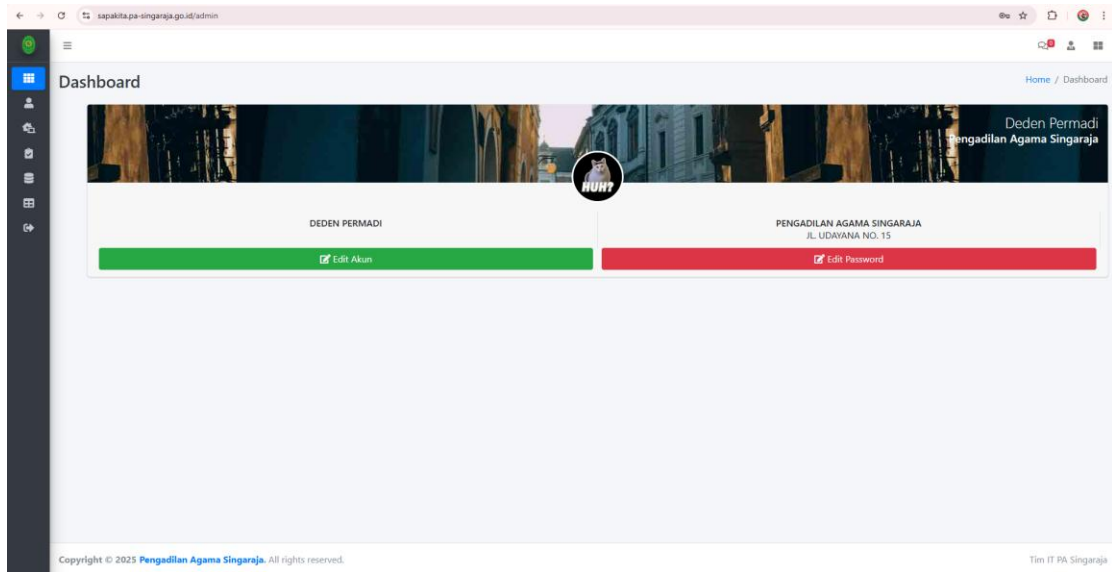 sapakita.pa-singaraja.go.id/admin
Dashboard
Home / Dashboard
Deden Permadi
Pengadilan Agama Singaraja
HUH?
DEDEN PERMADI
PENGADILAN AGAMA SINGARAJA
JL. UDAYANA NO. 15
Edit Akun
Edit Password
Copyright © 2025 Pengadilan Agama Singaraja. All rights reserved.
Tim IT PA Singaraja